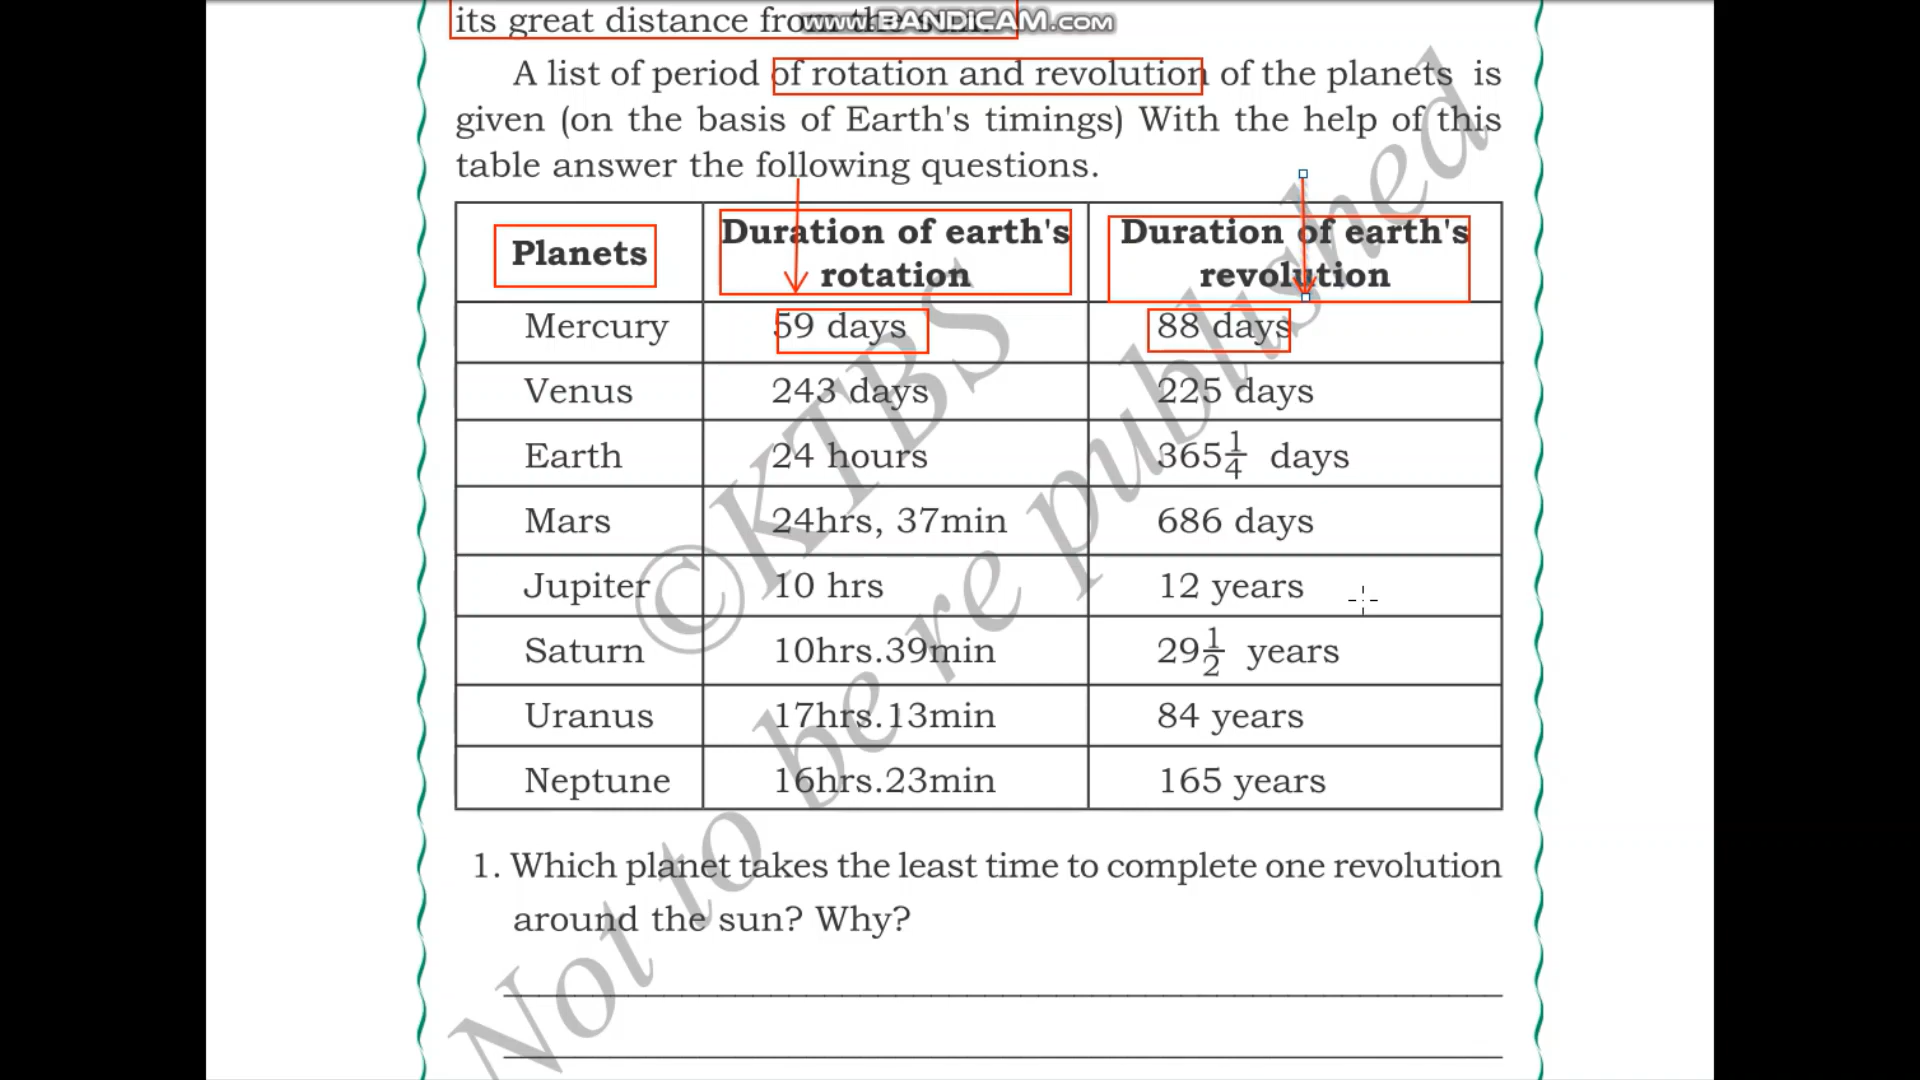 its great distance from the sun.
www.BANDICAM.com
A list of period of rotation and revolution of the planets is
given (on the basis of Earth's timings) With the help of this
table answer the following questions.
Planets Duration of earth's rotation Duration of earth's revolution
Mercury 59 days 88 days
Venus 243 days 225 days
Earth 24 hours 365 1/4 days
Mars 24hrs, 37min 686 days
Jupiter 10 hrs 12 years
Saturn 10hrs.39min 29 1/2 years
Uranus 17hrs.13min 84 years
Neptune 16hrs.23min 165 years
1. Which planet takes the least time to complete one revolution
around the sun? Why?
©KTBS
Not to be re published